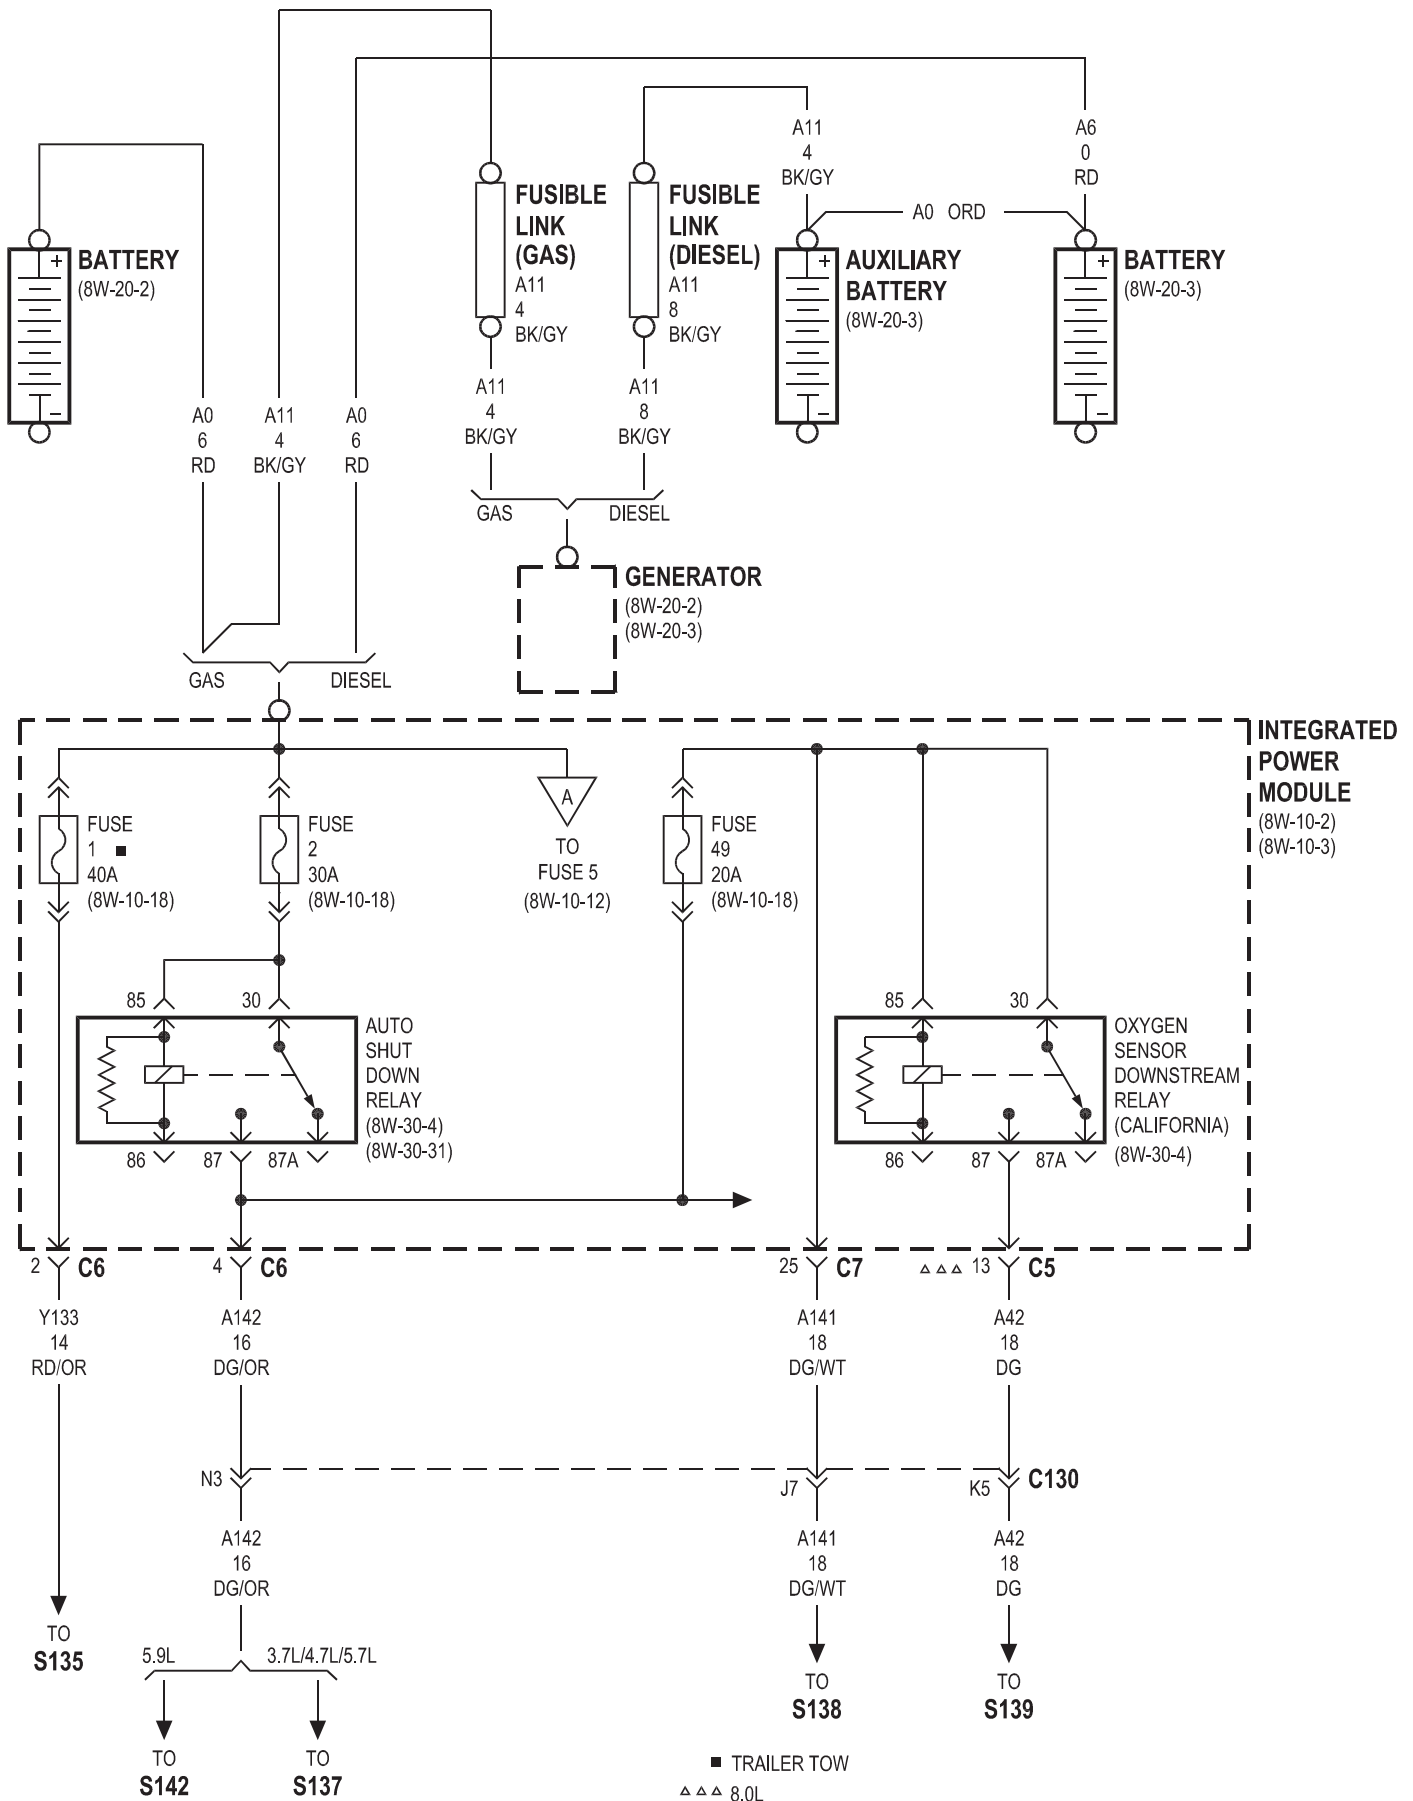 A11
4
BK/GY
A6
0
RD
A0 ORD
FUSIBLE
LINK
(GAS)
A11
4
BK/GY
FUSIBLE
LINK
(DIESEL)
A11
8
BK/GY
+
BATTERY
(8W-20-2)
−
+
AUXILIARY
BATTERY
(8W-20-3)
−
+
BATTERY
(8W-20-3)
−
A0
6
RD
A11
4
BK/GY
A0
6
RD
A11
4
BK/GY
A11
8
BK/GY
GAS
DIESEL
GENERATOR
(8W-20-2)
(8W-20-3)
GAS
DIESEL
INTEGRATED
POWER
MODULE
(8W-10-2)
(8W-10-3)
FUSE
1 ■
40A
(8W-10-18)
FUSE
2
30A
(8W-10-18)
A
TO
FUSE 5
(8W-10-12)
FUSE
49
20A
(8W-10-18)
85
30
AUTO
SHUT
DOWN
RELAY
(8W-30-4)
(8W-30-31)
86
87
87A
85
30
OXYGEN
SENSOR
DOWNSTREAM
RELAY
(CALIFORNIA)
(8W-30-4)
86
87
87A
2 C6
4 C6
25 C7
△△△ 13 C5
Y133
14
RD/OR
A142
16
DG/OR
A141
18
DG/WT
A42
18
DG
N3
J7
K5
C130
A142
16
DG/OR
A141
18
DG/WT
A42
18
DG
TO
S135
5.9L
3.7L/4.7L/5.7L
TO
S138
TO
S139
TO
S142
TO
S137
■ TRAILER TOW
△△△ 8.0L